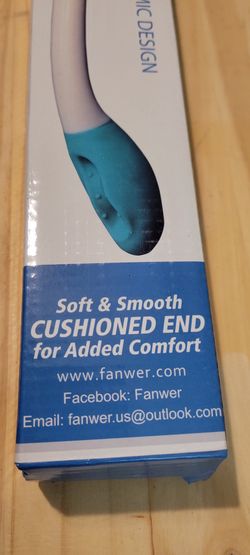 MIC DESIGN
Soft & Smooth
CUSHIONED END
for Added Comfort
www.fanwer.com
Facebook: Fanwer
Email: fanwer.us@outlook.com